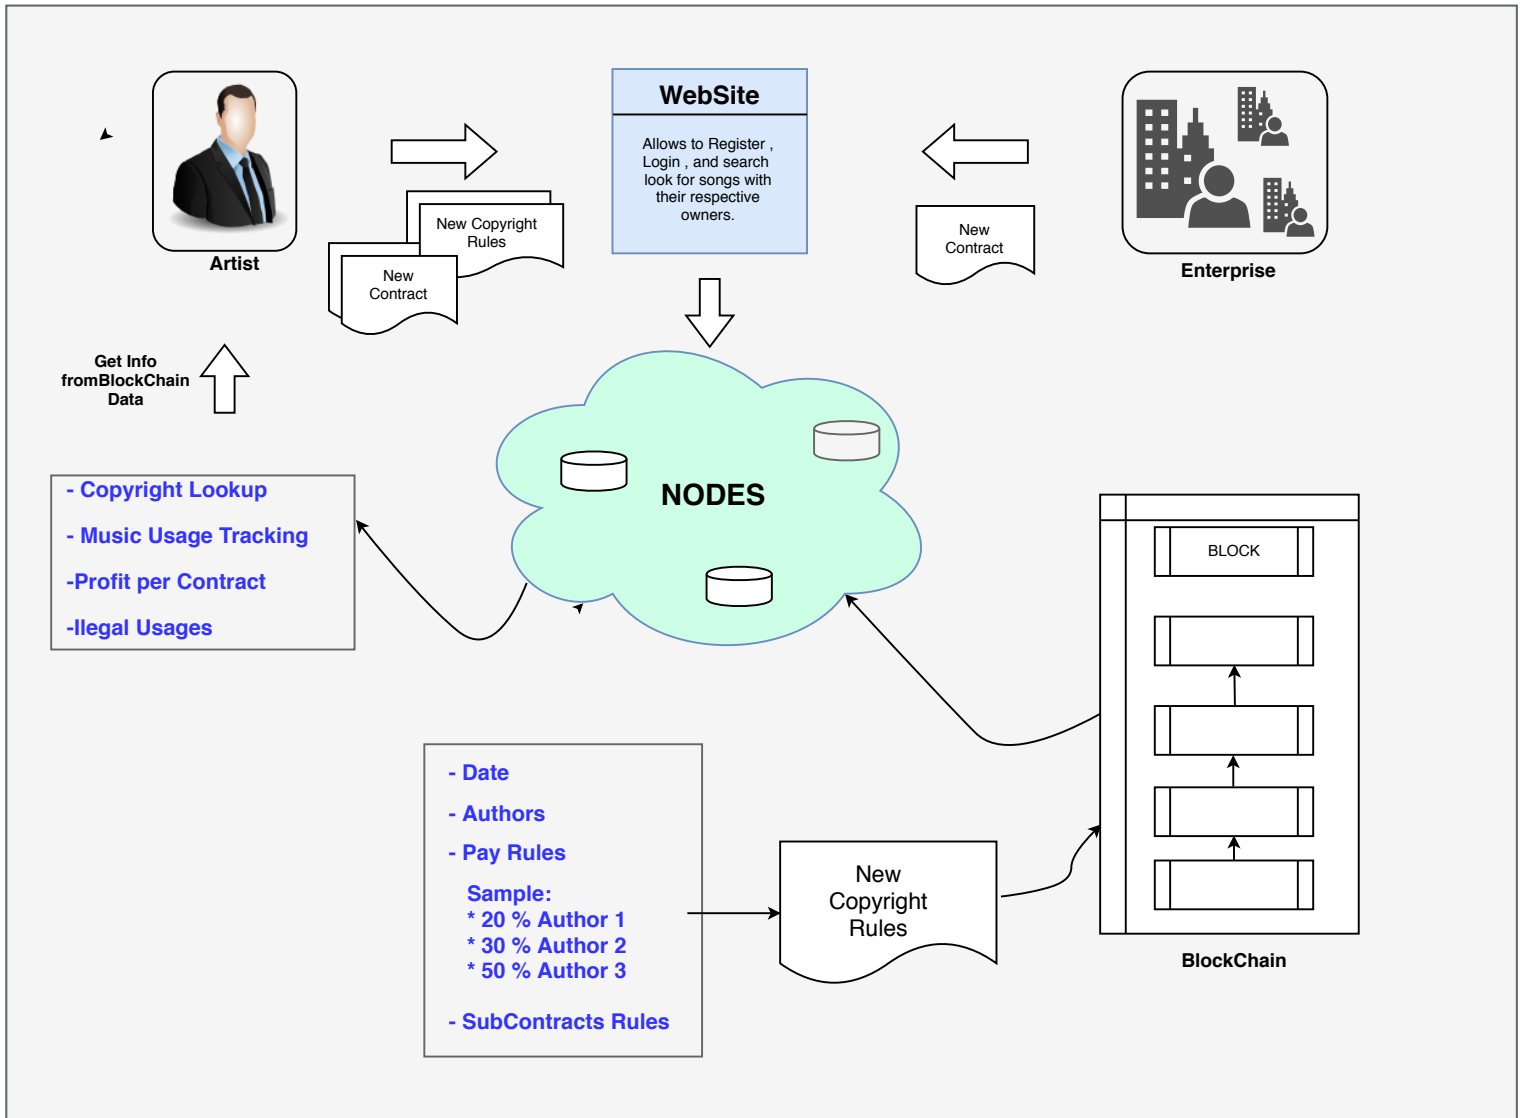 WebSite
Allows to Register ,
Login , and search
look for songs with
their respective
owners.
Artist
New Copyright
Rules
New
Contract
New
Contract
Enterprise
Get Info
fromBlockChain
Data
- Copyright Lookup
- Music Usage Tracking
-Profit per Contract
-Ilegal Usages
NODES
BLOCK
- Date
- Authors
- Pay Rules
Sample:
* 20 % Author 1
* 30 % Author 2
* 50 % Author 3
- SubContracts Rules
New
Copyright
Rules
BlockChain